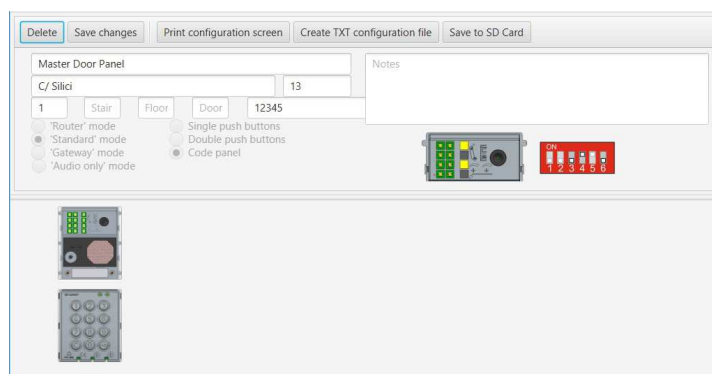 Delete Save changes Print configuration screen Create TXT configuration file Save to SD Card
Master Door Panel
Notes
C/ Silici 13
1 Stair Floor Door 12345
'Router' mode Single push buttons
'Standard' mode Double push buttons
'Gateway' mode Code panel
'Audio only' mode
ON
1 2 3 4 5 6